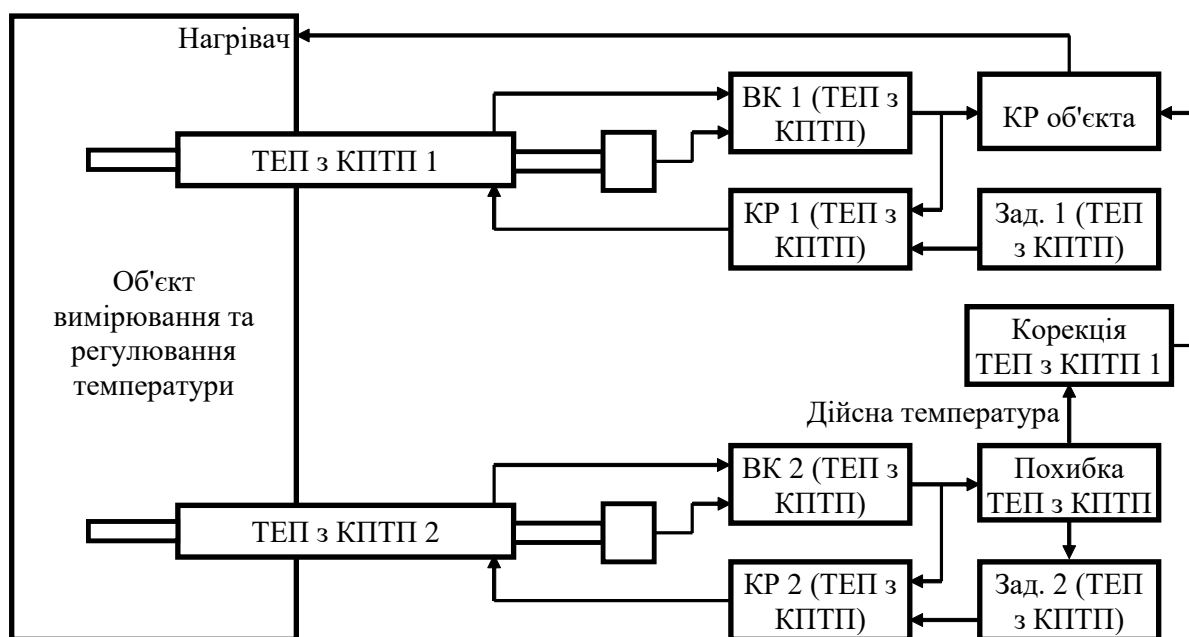 Нагрівач
ВК 1 (ТЕП з
КПТП)
КР об'єкта
ТЕП з КПТП 1
КР 1 (ТЕП з
КПТП)
Зад. 1 (ТЕП
з КПТП)
Об'єкт
вимірювання та
регулювання
температури
Корекція
ТЕП з КПТП 1
Дійсна температура
ВК 2 (ТЕП з
КПТП)
Похибка
ТЕП з КПТП
ТЕП з КПТП 2
КР 2 (ТЕП з
КПТП)
Зад. 2 (ТЕП
з КПТП)